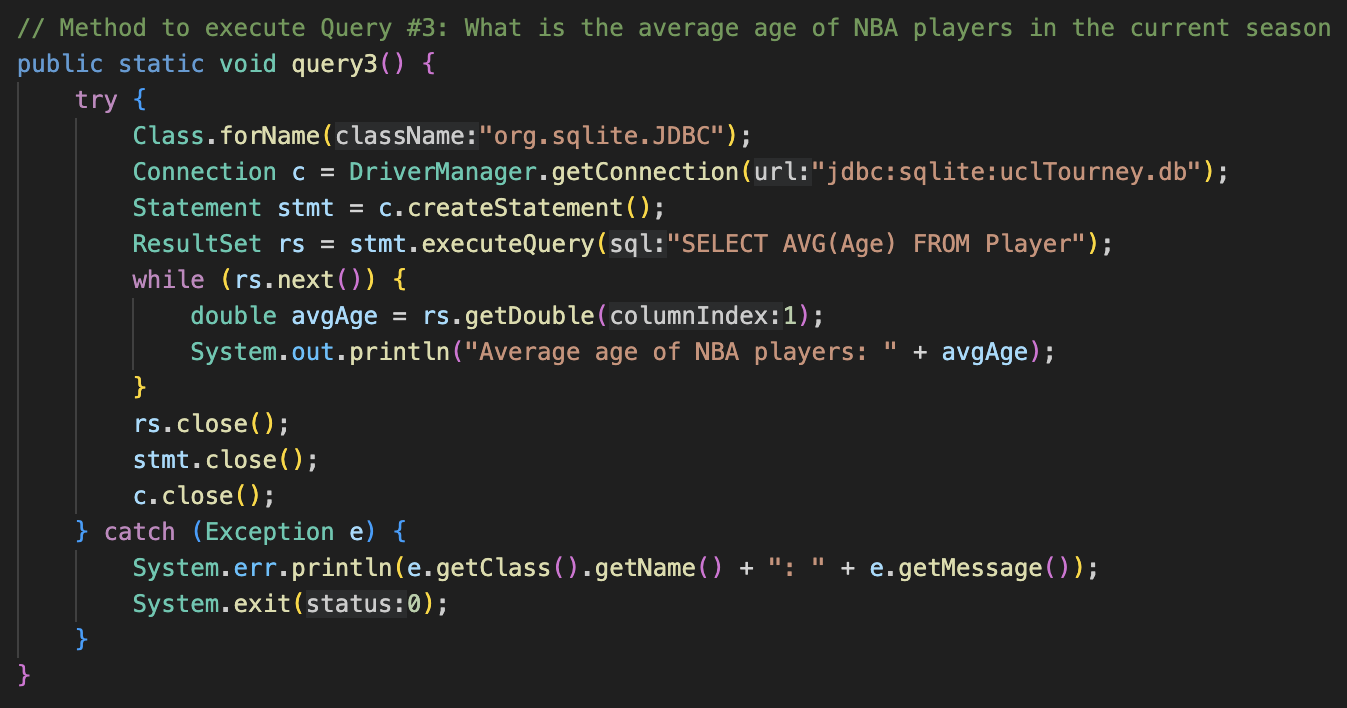 // Method to execute Query #3: What is the average age of NBA players in the current season
public static void query3() {
    try {
        Class.forName(className:"org.sqlite.JDBC");
        Connection c = DriverManager.getConnection(url:"jdbc:sqlite:uclTourney.db");
        Statement stmt = c.createStatement();
        ResultSet rs = stmt.executeQuery(sql:"SELECT AVG(Age) FROM Player");
        while (rs.next()) {
            double avgAge = rs.getDouble(columnIndex:1);
            System.out.println("Average age of NBA players: " + avgAge);
        }
        rs.close();
        stmt.close();
        c.close();
    } catch (Exception e) {
        System.err.println(e.getClass().getName() + ": " + e.getMessage());
        System.exit(status:0);
    }
}